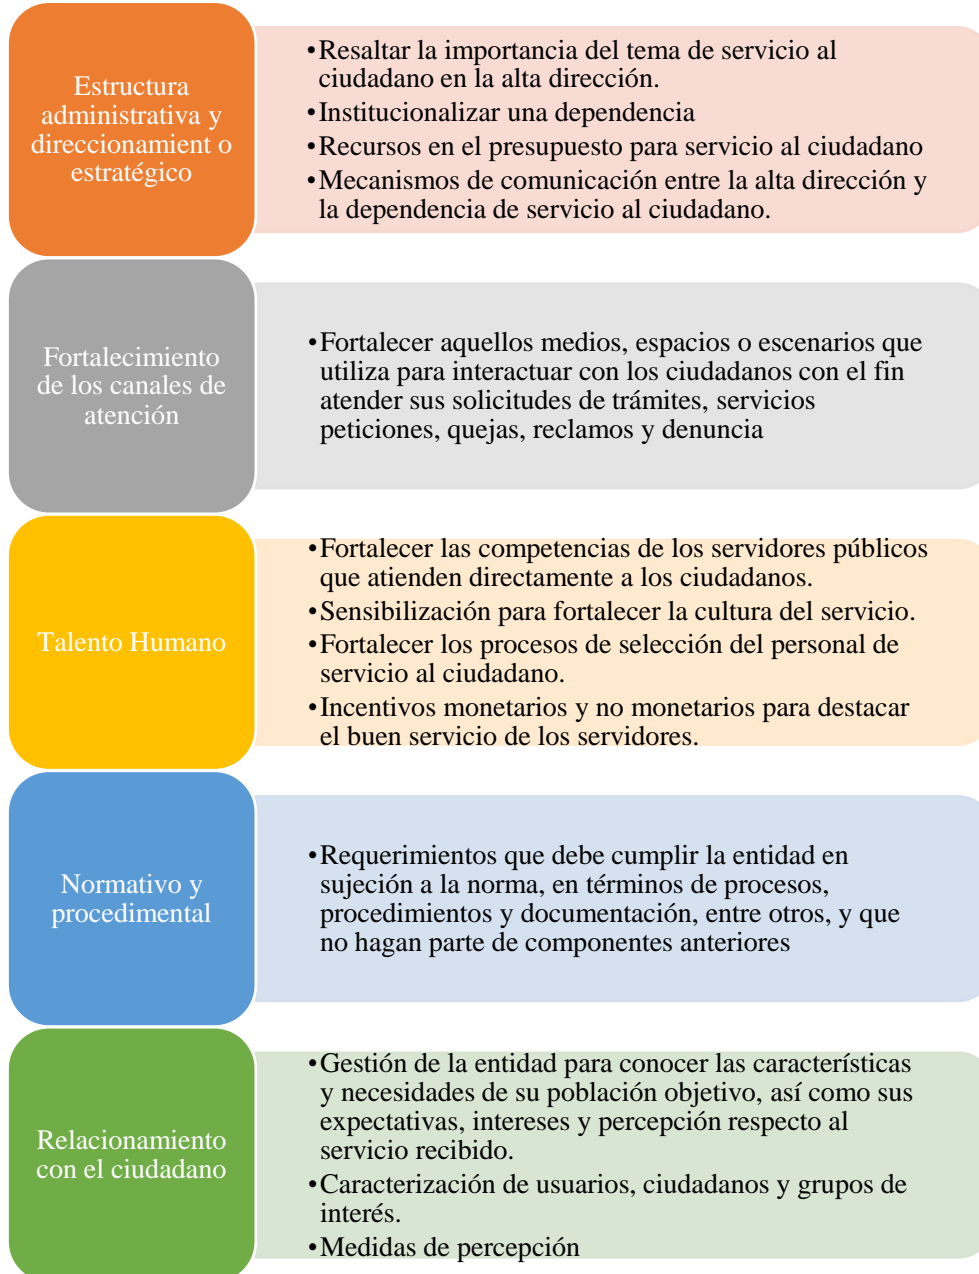 Estructura
administrativa y
direccionamient o
estratégico
•Resaltar la importancia del tema de servicio al
ciudadano en la alta dirección.
•Institucionalizar una dependencia
•Recursos en el presupuesto para servicio al ciudadano
•Mecanismos de comunicación entre la alta dirección y
la dependencia de servicio al ciudadano.
Fortalecimiento
de los canales de
atención
•Fortalecer aquellos medios, espacios o escenarios que
utiliza para interactuar con los ciudadanos con el fin
atender sus solicitudes de trámites, servicios
peticiones, quejas, reclamos y denuncia
Talento Humano
•Fortalecer las competencias de los servidores públicos
que atienden directamente a los ciudadanos.
•Sensibilización para fortalecer la cultura del servicio.
•Fortalecer los procesos de selección del personal de
servicio al ciudadano.
•Incentivos monetarios y no monetarios para destacar
el buen servicio de los servidores.
Normativo y
procedimental
•Requerimientos que debe cumplir la entidad en
sujeción a la norma, en términos de procesos,
procedimientos y documentación, entre otros, y que
no hagan parte de componentes anteriores
Relacionamiento
con el ciudadano
•Gestión de la entidad para conocer las características
y necesidades de su población objetivo, así como sus
expectativas, intereses y percepción respecto al
servicio recibido.
•Caracterización de usuarios, ciudadanos y grupos de
interés.
•Medidas de percepción